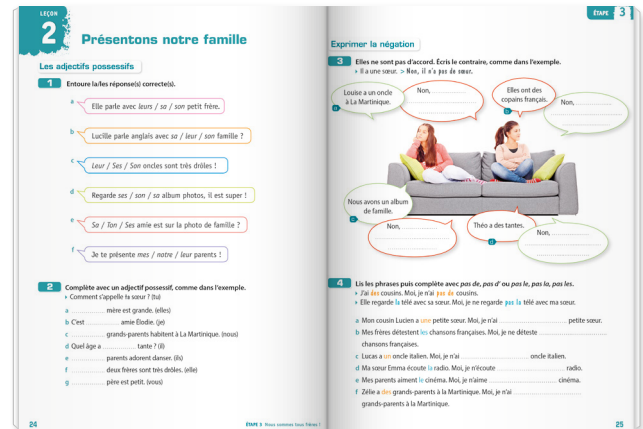 LEÇON
2
Présentons notre famille
Les adjectifs possessifs
1 Entoure la/les réponse(s) correcte(s).
a Elle parle avec leurs / sa / son petit frère.
b Lucille parle anglais avec sa / leur / son famille ?
c Leur / Ses / Son oncles sont très drôles !
d Regarde ses / son / sa album photos, il est super !
e Sa / Ton / Ses amie est sur la photo de famille ?
f Je te présente mes / notre / leur parents !
2 Complète avec un adjectif possessif, comme dans l'exemple.
Comment s'appelle ta sœur ? (tu)
a ............ mère est grande. (elles)
b C'est ............ amie Élodie. (je)
c ............ grands-parents habitent à La Martinique. (nous)
d Quel âge a ............ tante ? (il)
e ............ parents adorent danser. (ils)
f ............ deux frères sont très drôles. (elle)
g ............ père est petit. (vous)
24
ÉTAPE 3 Nous sommes tous frères !
ÉTAPE 3
Exprimer la négation
3 Elles ne sont pas d'accord. Écris le contraire, comme dans l'exemple.
Il a une sœur. > Non, il n'a pas de sœur.
Louise a un oncle
à La Martinique.
a
Non, ............
Elles ont des
copains français.
b
Non, ............
Nous avons un album
de famille.
c
Non, ............
Théo a des tantes.
d
Non, ............
4 Lis les phrases puis complète avec pas de, pas d' ou pas le, pas la, pas les.
J'ai des cousins. Moi, je n'ai pas de cousins.
Elle regarde la télé avec sa sœur. Moi, je ne regarde pas la télé avec ma sœur.
a Mon cousin Lucien a une petite sœur. Moi, je n'ai ............ petite sœur.
b Mes frères détestent les chansons françaises. Moi, je ne déteste ............
chansons françaises.
c Lucas a un oncle italien. Moi, je n'ai ............ oncle italien.
d Ma sœur Emma écoute la radio. Moi, je n'écoute ............ radio.
e Mes parents aiment le cinéma. Moi, je n'aime ............ cinéma.
f Zélie a des grands-parents à la Martinique. Moi, je n'ai ............
grands-parents à la Martinique.
25